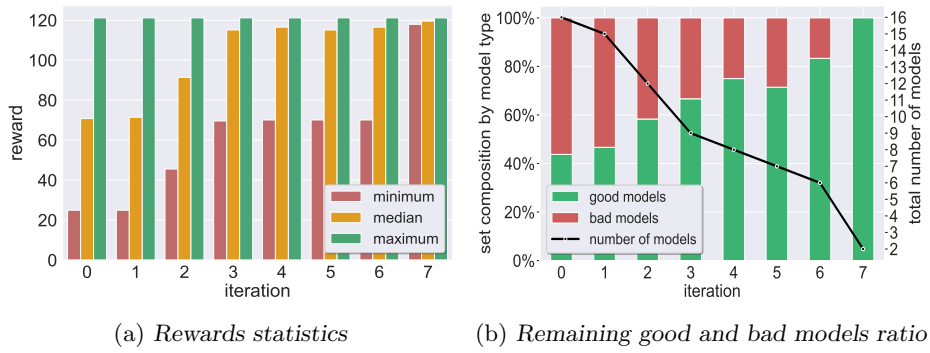 120
100
80
60
40
20
0
reward
minimum
median
maximum
0 1 2 3 4 5 6 7
iteration
(a) Rewards statistics
100%
80%
60%
40%
20%
0%
set composition by model type
good models
bad models
number of models
16
15
14
13
12
11
10
9
8
7
6
5
4
3
2
total number of models
0 1 2 3 4 5 6 7
iteration
(b) Remaining good and bad models ratio